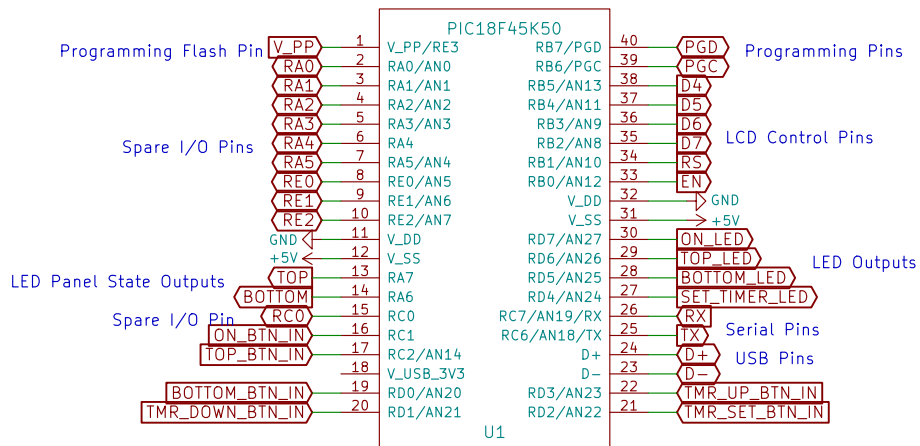 PIC18F45K50
Programming Flash Pin V_PP 1 V_PP/RE3 RB7/PGD 40 PGD Programming Pins
RA0 2 RA0/AN0 RB6/PGC 39 PGC
RA1 3 RA1/AN1 RB5/AN13 38 D4
RA2 4 RA2/AN2 RB4/AN11 37 D5
RA3 5 RA3/AN3 RB3/AN9 36 D6
Spare I/O Pins RA4 6 RA4 RB2/AN8 35 D7 LCD Control Pins
RA5 7 RA5/AN4 RB1/AN10 34 RS
RE0 8 RE0/AN5 RB0/AN12 33 EN
RE1 9 RE1/AN6 V_DD 32 GND
RE2 10 RE2/AN7 V_SS 31 +5V
GND 11 V_DD RD7/AN27 30 ON_LED
+5V 12 V_SS RD6/AN26 29 TOP_LED LED Outputs
LED Panel State Outputs TOP 13 RA7 RD5/AN25 28 BOTTOM_LED
BOTTOM 14 RA6 RD4/AN24 27 SET_TIMER_LED
Spare I/O Pin RC0 15 RC0 RC7/AN19/RX 26 RX
ON_BTN_IN 16 RC1 RC6/AN18/TX 25 TX Serial Pins
TOP_BTN_IN 17 RC2/AN14 D+ 24 D+ USB Pins
18 V_USB_3V3 D- 23 D-
BOTTOM_BTN_IN 19 RD0/AN20 RD3/AN23 22 TMR_UP_BTN_IN
TMR_DOWN_BTN_IN 20 RD1/AN21 RD2/AN22 21 TMR_SET_BTN_IN
U1